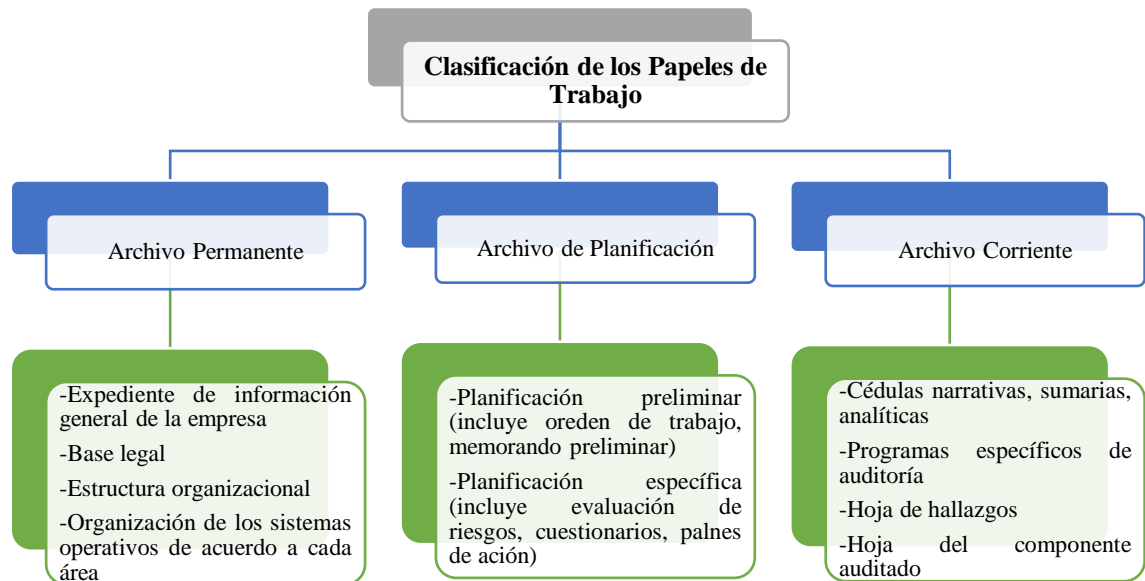 Clasificación de los Papeles de
Trabajo
Archivo Permanente
Archivo de Planificación
Archivo Corriente
-Expediente de información
general de la empresa
-Base legal
-Estructura organizacional
-Organización de los sistemas
operativos de acuerdo a cada
área
-Planificación preliminar
(incluye oreden de trabajo,
memorando preliminar)
-Planificación específica
(incluye evaluación de
riesgos, cuestionarios, palnes
de acción)
-Cédulas narrativas, sumarias,
analíticas
-Programas específicos de
auditoría
-Hoja de hallazgos
-Hoja del componente
auditado